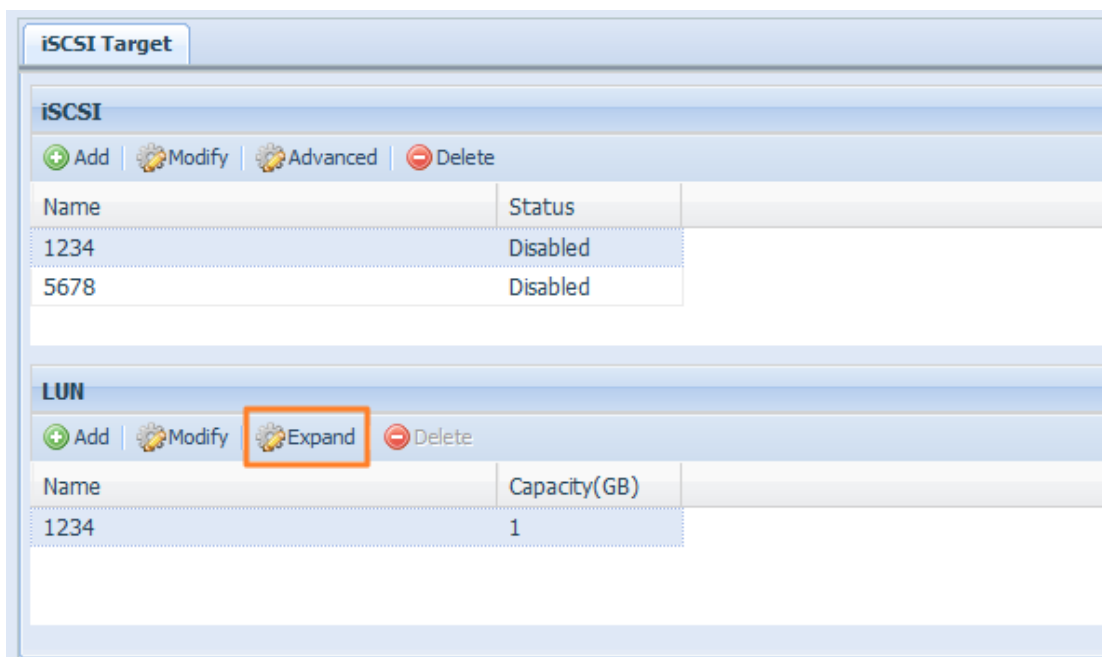 iSCSI Target
iSCSI
Add Modify Advanced Delete
Name Status
1234 Disabled
5678 Disabled
LUN
Add Modify Expand Delete
Name Capacity(GB)
1234 1